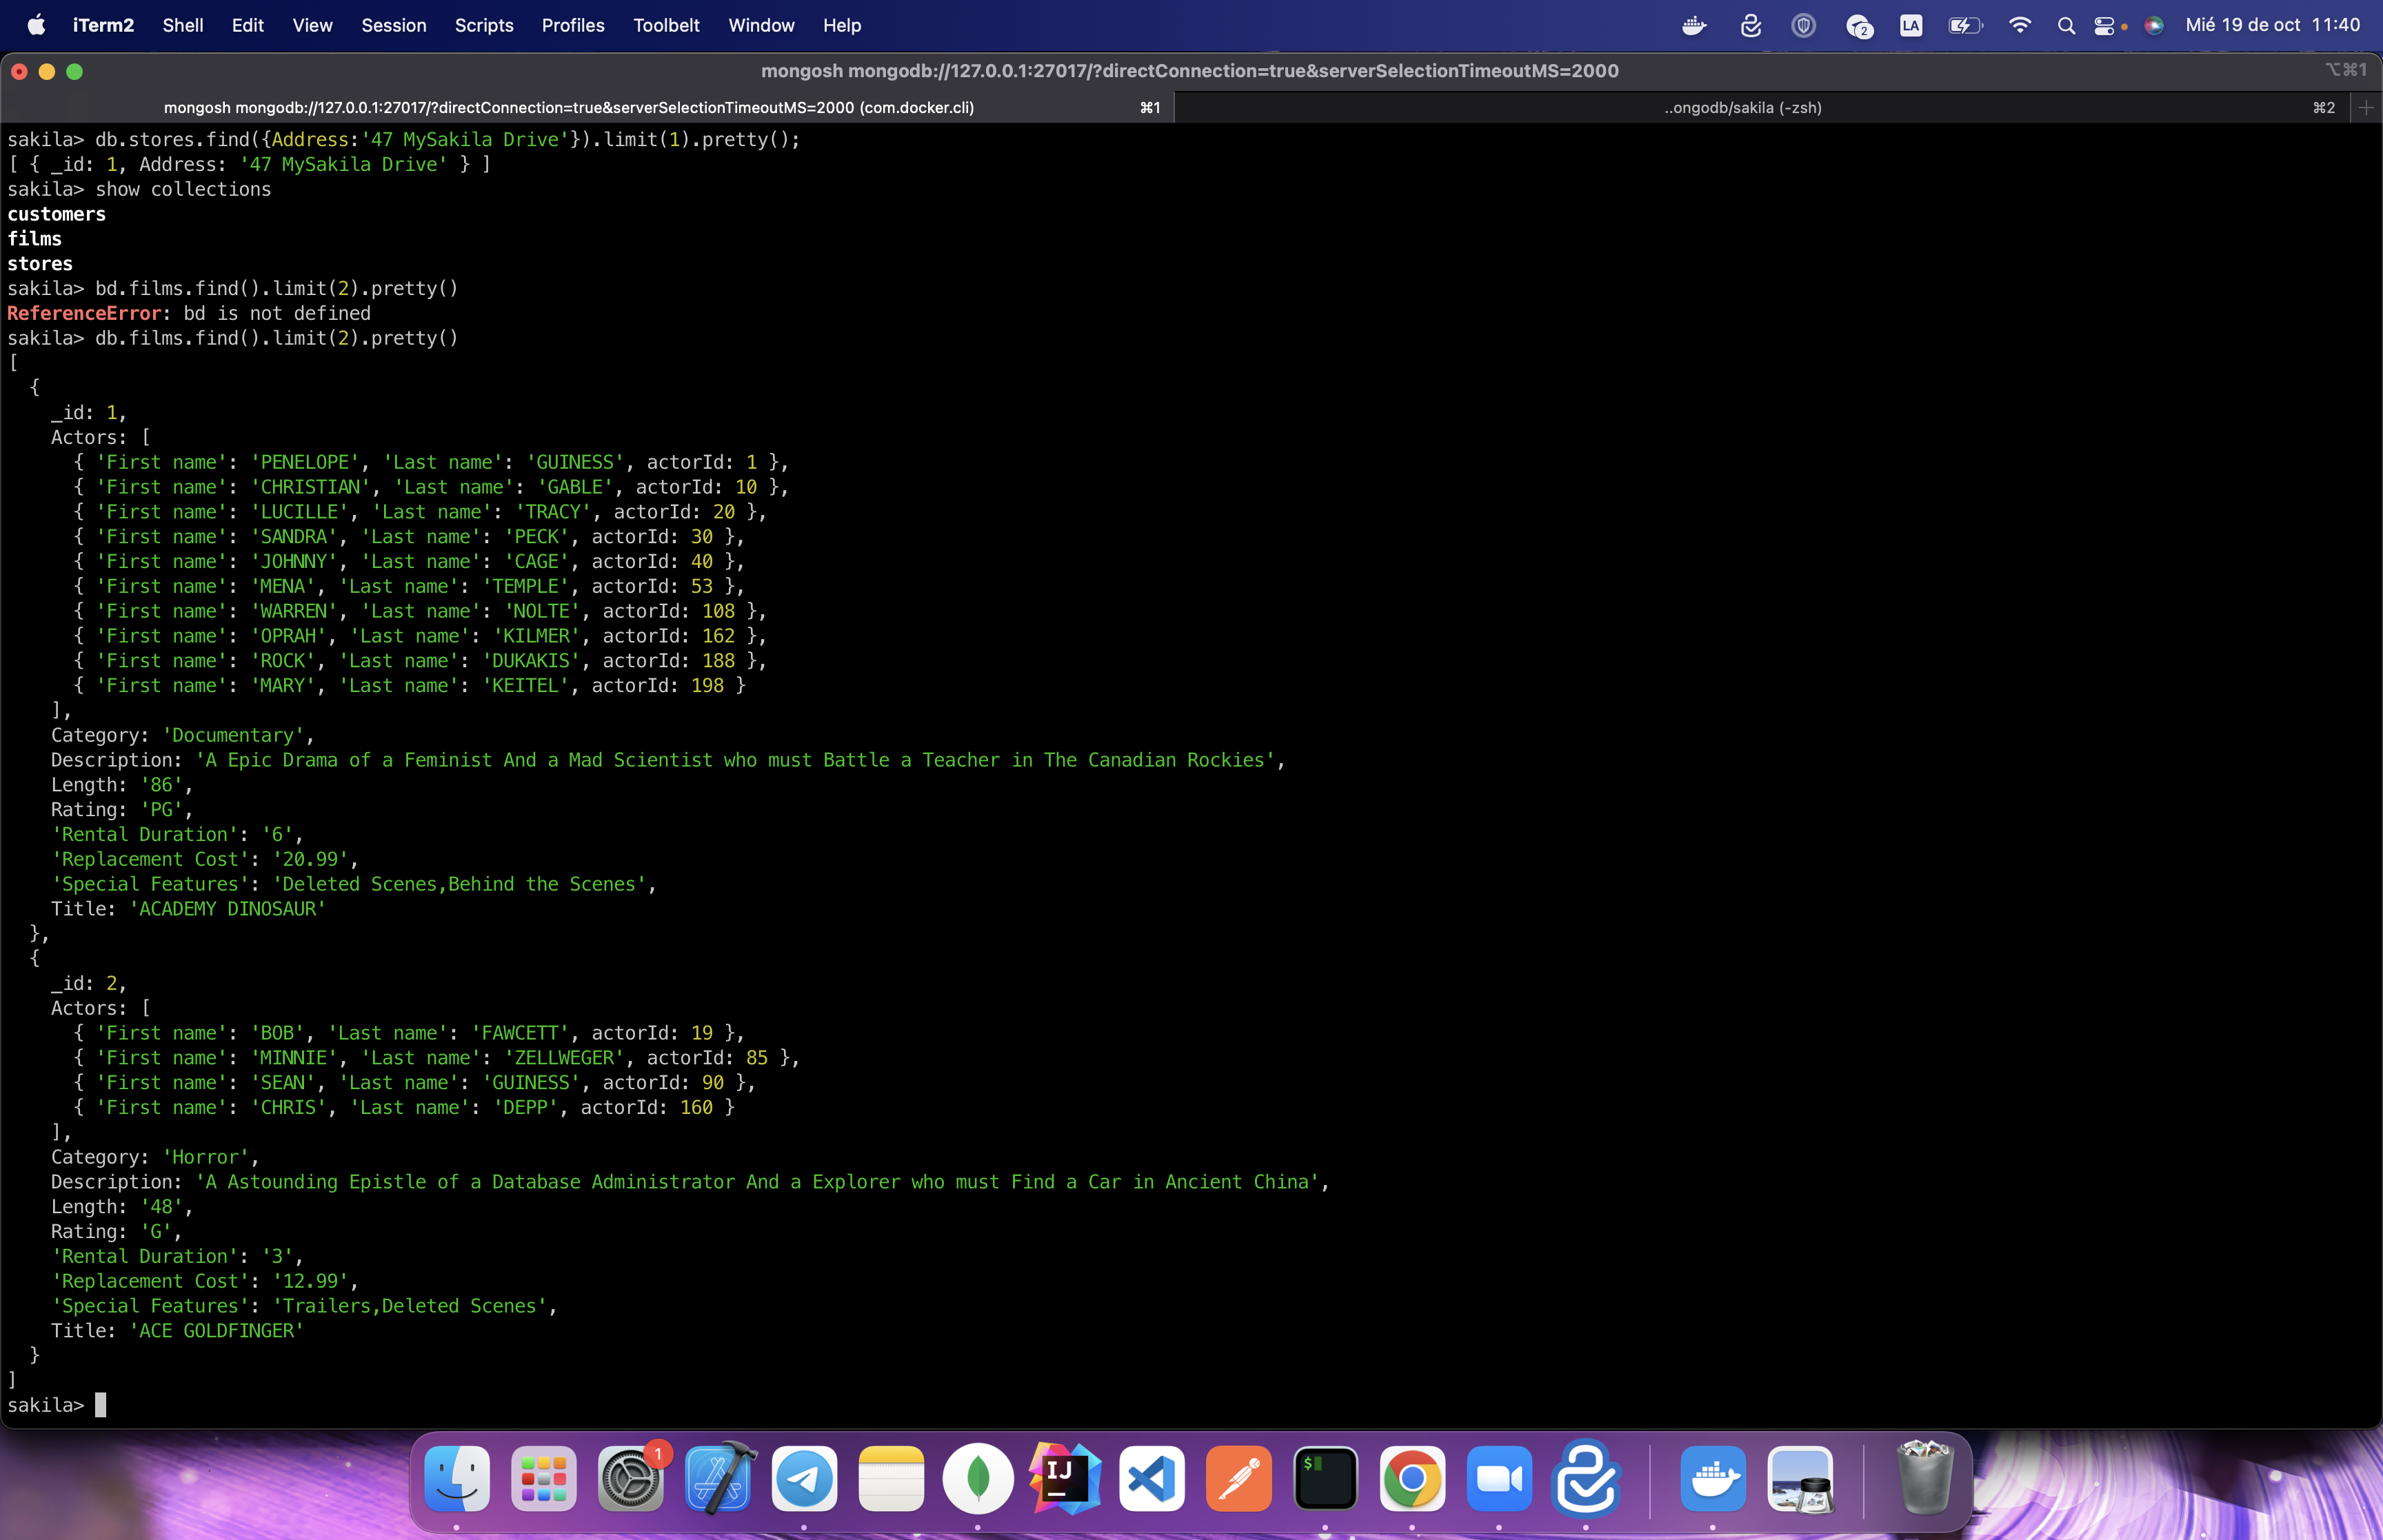 iTerm2 Shell Edit View Session Scripts Profiles Toolbelt Window Help 2 LA Mié 19 de oct 11:40
mongosh mongodb://127.0.0.1:27017/?directConnection=true&serverSelectionTimeoutMS=2000 ⌥⌘1
mongosh mongodb://127.0.0.1:27017/?directConnection=true&serverSelectionTimeoutMS=2000 (com.docker.cli) ⌘1 ..ongodb/sakila (-zsh) ⌘2
sakila> db.stores.find({Address:'47 MySakila Drive'}).limit(1).pretty();
[ { _id: 1, Address: '47 MySakila Drive' } ]
sakila> show collections
customers
films
stores
sakila> bd.films.find().limit(2).pretty()
ReferenceError: bd is not defined
sakila> db.films.find().limit(2).pretty()
[
  {
    _id: 1,
    Actors: [
      { 'First name': 'PENELOPE', 'Last name': 'GUINESS', actorId: 1 },
      { 'First name': 'CHRISTIAN', 'Last name': 'GABLE', actorId: 10 },
      { 'First name': 'LUCILLE', 'Last name': 'TRACY', actorId: 20 },
      { 'First name': 'SANDRA', 'Last name': 'PECK', actorId: 30 },
      { 'First name': 'JOHNNY', 'Last name': 'CAGE', actorId: 40 },
      { 'First name': 'MENA', 'Last name': 'TEMPLE', actorId: 53 },
      { 'First name': 'WARREN', 'Last name': 'NOLTE', actorId: 108 },
      { 'First name': 'OPRAH', 'Last name': 'KILMER', actorId: 162 },
      { 'First name': 'ROCK', 'Last name': 'DUKAKIS', actorId: 188 },
      { 'First name': 'MARY', 'Last name': 'KEITEL', actorId: 198 }
    ],
    Category: 'Documentary',
    Description: 'A Epic Drama of a Feminist And a Mad Scientist who must Battle a Teacher in The Canadian Rockies',
    Length: '86',
    Rating: 'PG',
    'Rental Duration': '6',
    'Replacement Cost': '20.99',
    'Special Features': 'Deleted Scenes,Behind the Scenes',
    Title: 'ACADEMY DINOSAUR'
  },
  {
    _id: 2,
    Actors: [
      { 'First name': 'BOB', 'Last name': 'FAWCETT', actorId: 19 },
      { 'First name': 'MINNIE', 'Last name': 'ZELLWEGER', actorId: 85 },
      { 'First name': 'SEAN', 'Last name': 'GUINESS', actorId: 90 },
      { 'First name': 'CHRIS', 'Last name': 'DEPP', actorId: 160 }
    ],
    Category: 'Horror',
    Description: 'A Astounding Epistle of a Database Administrator And a Explorer who must Find a Car in Ancient China',
    Length: '48',
    Rating: 'G',
    'Rental Duration': '3',
    'Replacement Cost': '12.99',
    'Special Features': 'Trailers,Deleted Scenes',
    Title: 'ACE GOLDFINGER'
  }
]
sakila>
1
IJ
$